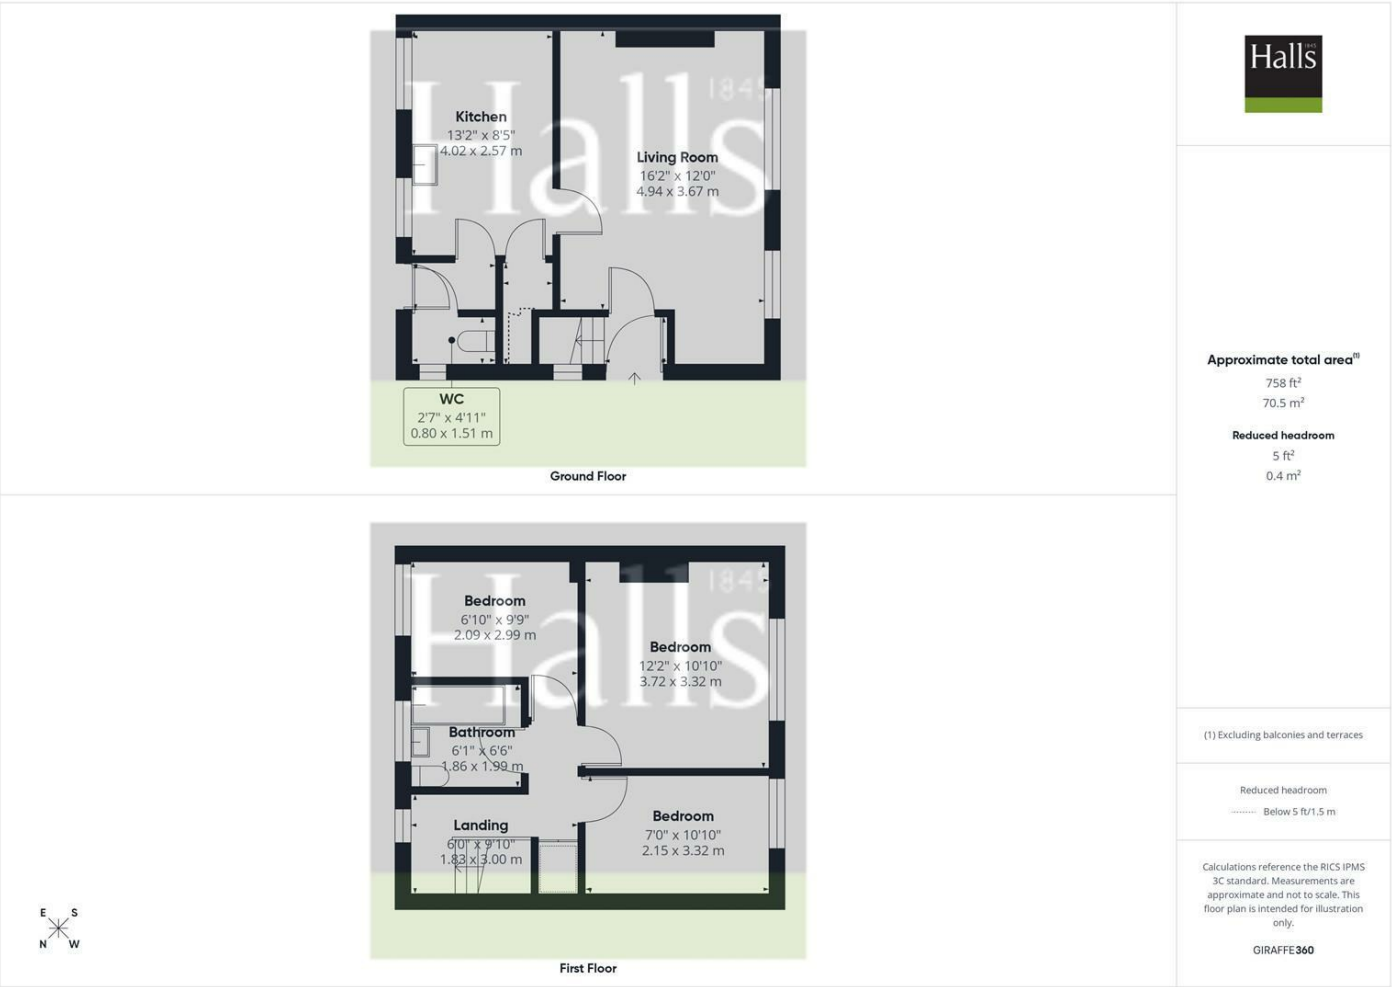 Kitchen
13'2" x 8'5"
4.02 x 2.57 m
Living Room
16'2" x 12'0"
4.94 x 3.67 m
WC
2'7" x 4'11"
0.80 x 1.51 m
Ground Floor
Halls 1845
Bedroom
6'10" x 9'9"
2.09 x 2.99 m
Bedroom
12'2" x 10'10"
3.72 x 3.32 m
Bathroom
6'1" x 6'6"
1.86 x 1.99 m
Landing
6'0" x 9'10"
1.83 x 3.00 m
Bedroom
7'0" x 10'10"
2.15 x 3.32 m
First Floor
Halls 1845
E S
N W
Halls 1845
Approximate total area(1)
758 ft²
70.5 m²
Reduced headroom
5 ft²
0.4 m²
(1) Excluding balconies and terraces
Reduced headroom
Below 5 ft/1.5 m
Calculations reference the RICS IPMS
3C standard. Measurements are
approximate and not to scale. This
floor plan is intended for illustration
only.
GIRAFFE360